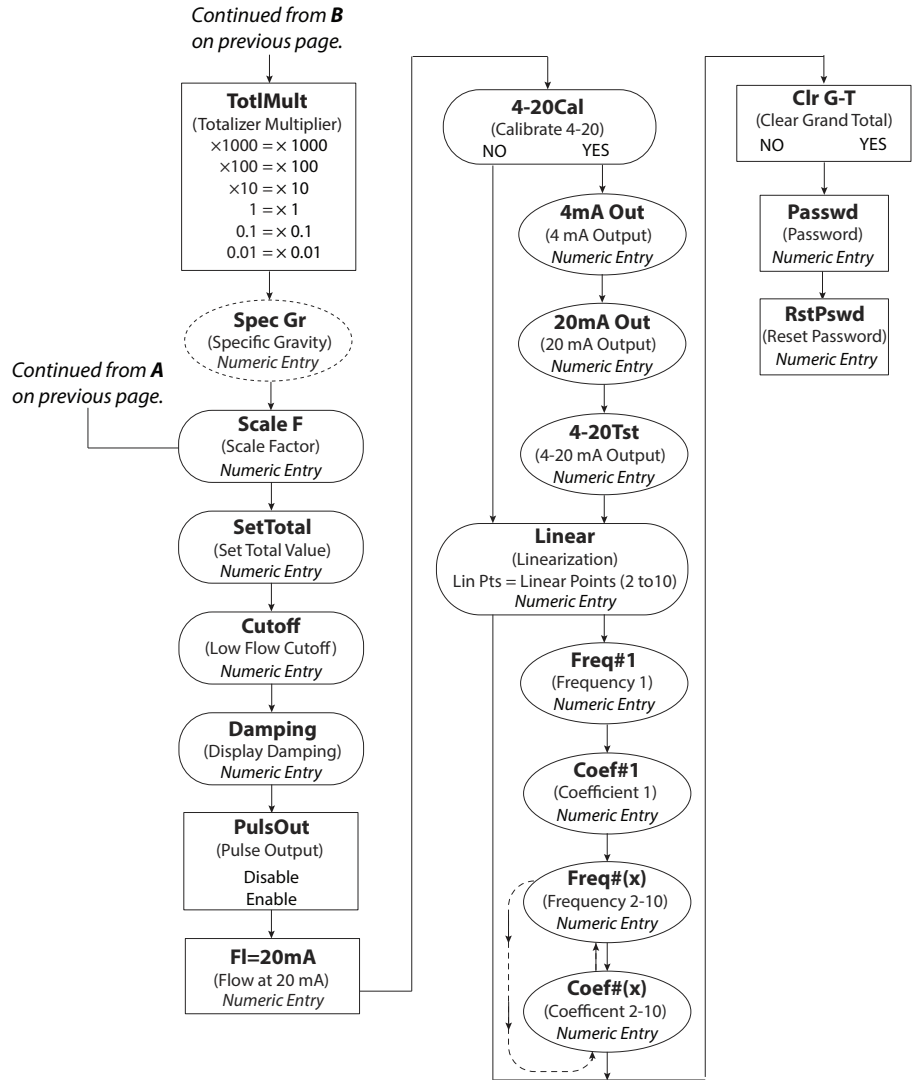 Continued from B
on previous page.
TotlMult
(Totalizer Multiplier)
×1000 = × 1000
×100 = × 100
×10 = × 10
1 = × 1
0.1 = × 0.1
0.01 = × 0.01
Spec Gr
(Specific Gravity)
Numeric Entry
Continued from A
on previous page.
Scale F
(Scale Factor)
Numeric Entry
SetTotal
(Set Total Value)
Numeric Entry
Cutoff
(Low Flow Cutoff)
Numeric Entry
Damping
(Display Damping)
Numeric Entry
PulsOut
(Pulse Output)
Disable
Enable
Fl=20mA
(Flow at 20 mA)
Numeric Entry
4-20Cal
(Calibrate 4-20)
NO YES
4mA Out
(4 mA Output)
Numeric Entry
20mA Out
(20 mA Output)
Numeric Entry
4-20Tst
(4-20 mA Output)
Numeric Entry
Linear
(Linearization)
Lin Pts = Linear Points (2 to10)
Numeric Entry
Freq#1
(Frequency 1)
Numeric Entry
Coef#1
(Coefficient 1)
Numeric Entry
Freq#(x)
(Frequency 2-10)
Numeric Entry
Coef#(x)
(Coefficent 2-10)
Numeric Entry
Clr G-T
(Clear Grand Total)
NO YES
Passwd
(Password)
Numeric Entry
RstPswd
(Reset Password)
Numeric Entry